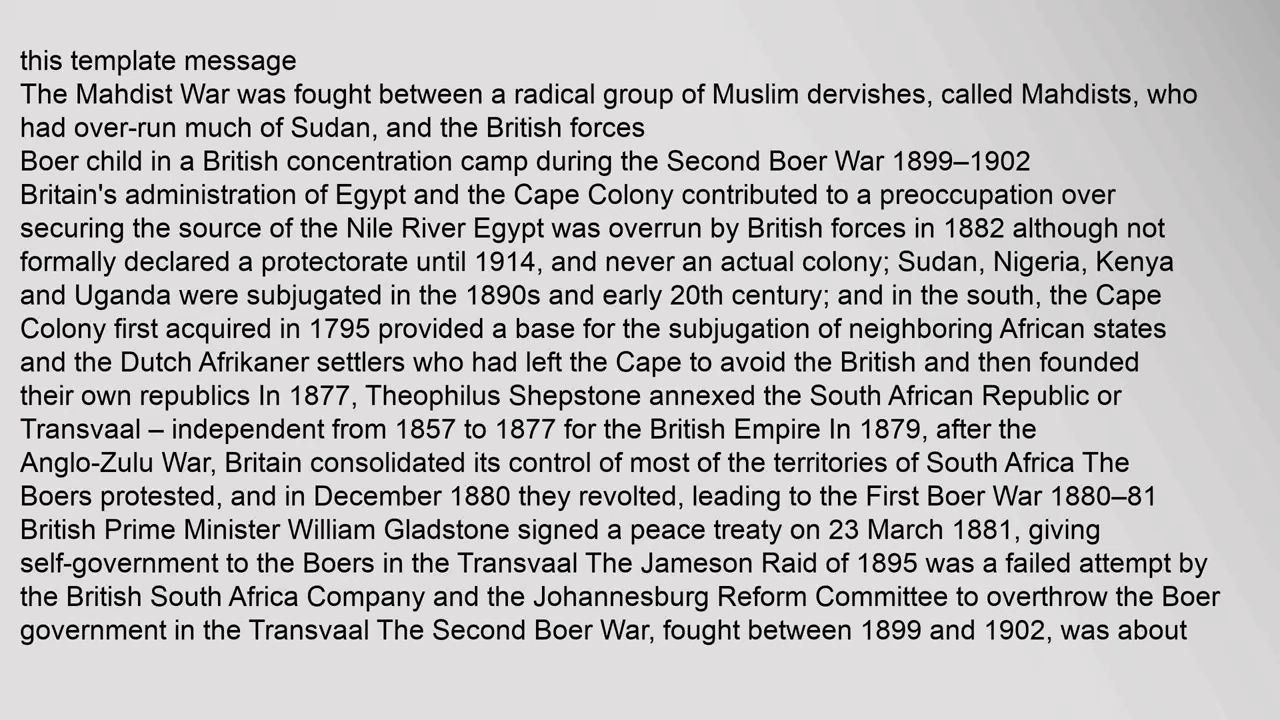 this template message
The Mahdist War was fought between a radical group of Muslim dervishes, called Mahdists, who
had over-run much of Sudan, and the British forces
Boer child in a British concentration camp during the Second Boer War 1899–1902
Britain's administration of Egypt and the Cape Colony contributed to a preoccupation over
securing the source of the Nile River Egypt was overrun by British forces in 1882 although not
formally declared a protectorate until 1914, and never an actual colony; Sudan, Nigeria, Kenya
and Uganda were subjugated in the 1890s and early 20th century; and in the south, the Cape
Colony first acquired in 1795 provided a base for the subjugation of neighboring African states
and the Dutch Afrikaner settlers who had left the Cape to avoid the British and then founded
their own republics In 1877, Theophilus Shepstone annexed the South African Republic or
Transvaal – independent from 1857 to 1877 for the British Empire In 1879, after the
Anglo-Zulu War, Britain consolidated its control of most of the territories of South Africa The
Boers protested, and in December 1880 they revolted, leading to the First Boer War 1880–81
British Prime Minister William Gladstone signed a peace treaty on 23 March 1881, giving
self-government to the Boers in the Transvaal The Jameson Raid of 1895 was a failed attempt by
the British South Africa Company and the Johannesburg Reform Committee to overthrow the Boer
government in the Transvaal The Second Boer War, fought between 1899 and 1902, was about